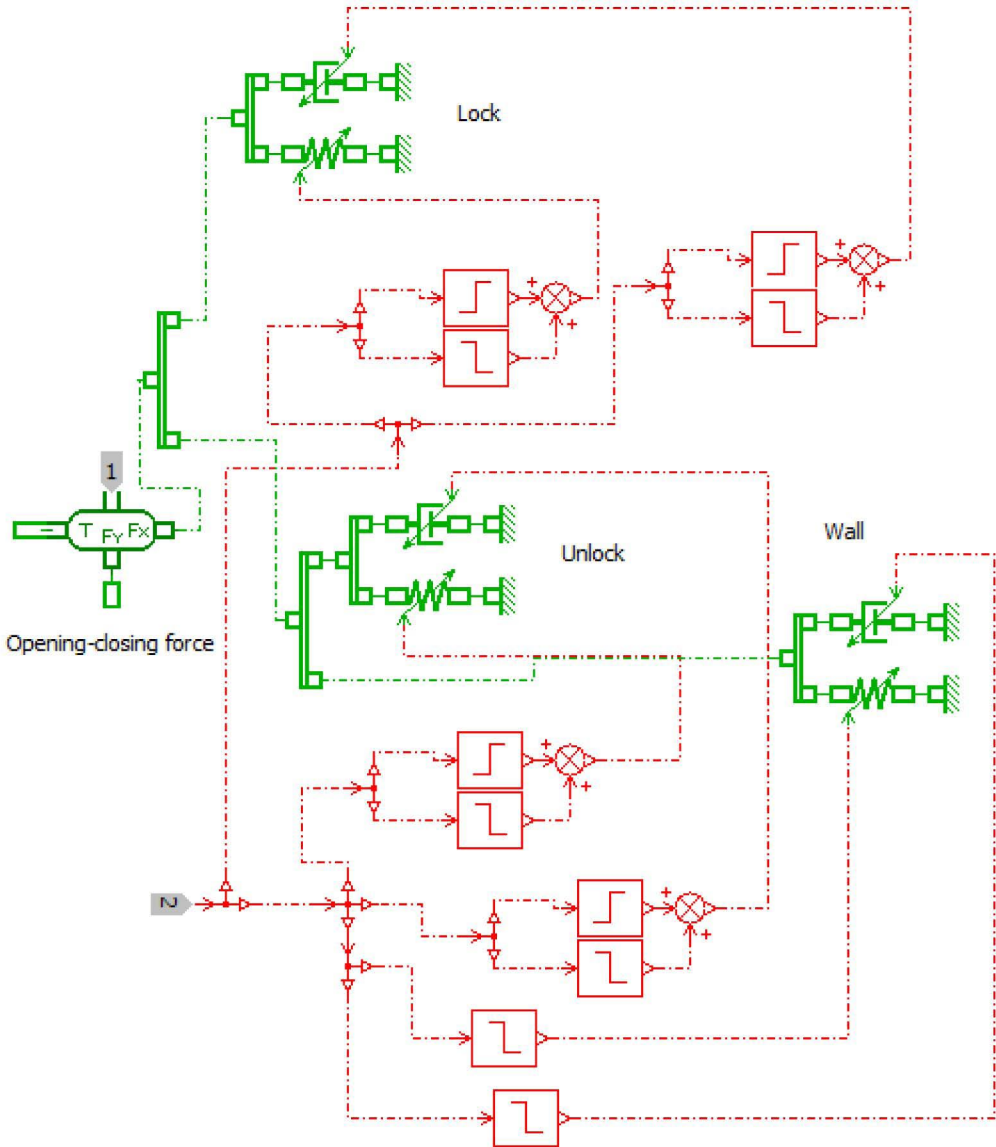 Lock
+
+
+
+
1
T Fy Fx
Unlock
Wall
Opening-closing force
+
+
2
+
+